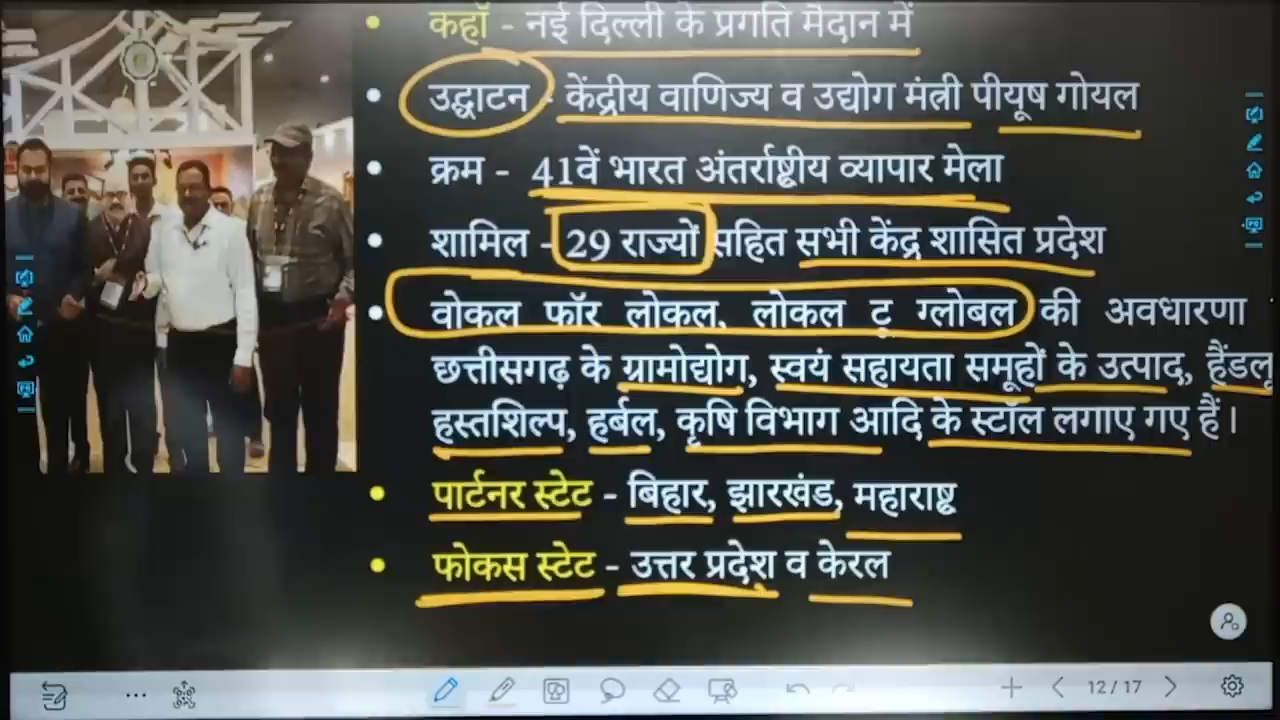 कहाँ - नई दिल्ली के प्रगति मैदान में
उद्घाटन - केंद्रीय वाणिज्य व उद्योग मंत्री पीयूष गोयल
क्रम - 41वें भारत अंतर्राष्ट्रीय व्यापार मेला
शामिल - 29 राज्यों सहित सभी केंद्र शासित प्रदेश
वोकल फॉर लोकल, लोकल टू ग्लोबल की अवधारणा
छत्तीसगढ़ के ग्रामोद्योग, स्वयं सहायता समूहों के उत्पाद,
हस्तशिल्प, हर्बल, कृषि विभाग आदि के स्टॉल लगाए गए हैं।
पार्टनर स्टेट - बिहार, झारखंड, महाराष्ट्र
फोकस स्टेट - उत्तर प्रदेश व केरल
12/17